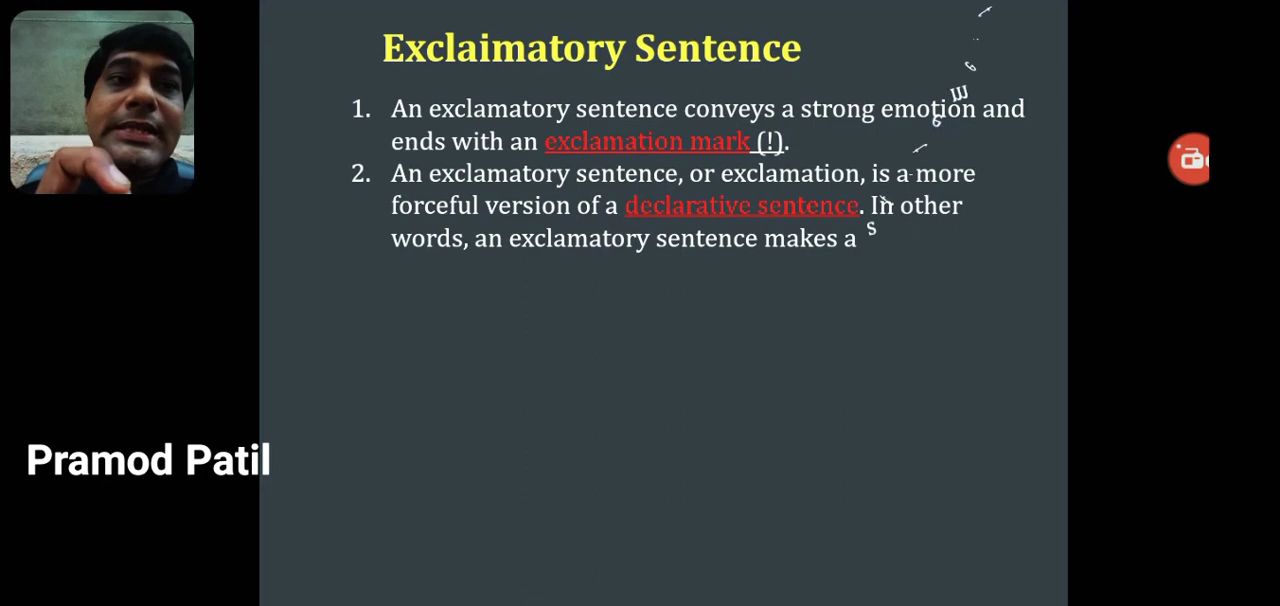 Exclaimatory Sentence
1. An exclamatory sentence conveys a strong emotion and
ends with an exclamation mark (!).
2. An exclamatory sentence, or exclamation, is a more
forceful version of a declarative sentence. In other
words, an exclamatory sentence makes a s
Pramod Patil